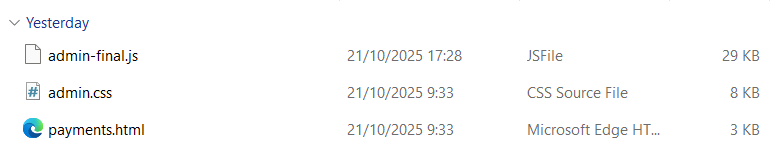 Yesterday
admin-final.js 21/10/2025 17:28 JSFile 29 KB
admin.css 21/10/2025 9:33 CSS Source File 8 KB
payments.html 21/10/2025 9:33 Microsoft Edge HT... 3 KB